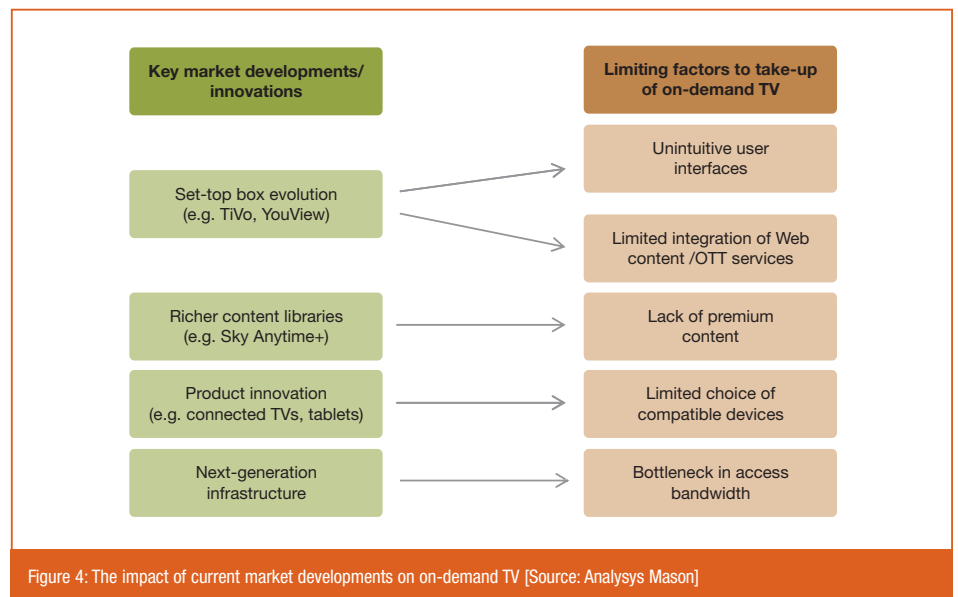 Key market developments/
innovations
Limiting factors to take-up
of on-demand TV
Set-top box evolution
(e.g. TiVo, YouView)
Unintuitive user
interfaces
Limited integration of Web
content /OTT services
Richer content libraries
(e.g. Sky Anytime+)
Lack of premium
content
Product innovation
(e.g. connected TVs, tablets)
Limited choice of
compatible devices
Next-generation
infrastructure
Bottleneck in access
bandwidth
Figure 4: The impact of current market developments on on-demand TV [Source: Analysys Mason]